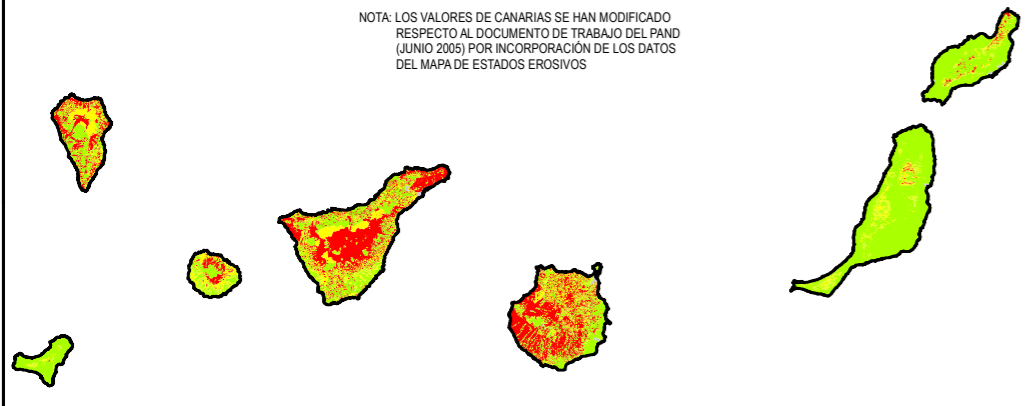 NOTA: LOS VALORES DE CANARIAS SE HAN MODIFICADO
RESPECTO AL DOCUMENTO DE TRABAJO DEL PAND
(JUNIO 2005) POR INCORPORACIÓN DE LOS DATOS
DEL MAPA DE ESTADOS EROSIVOS